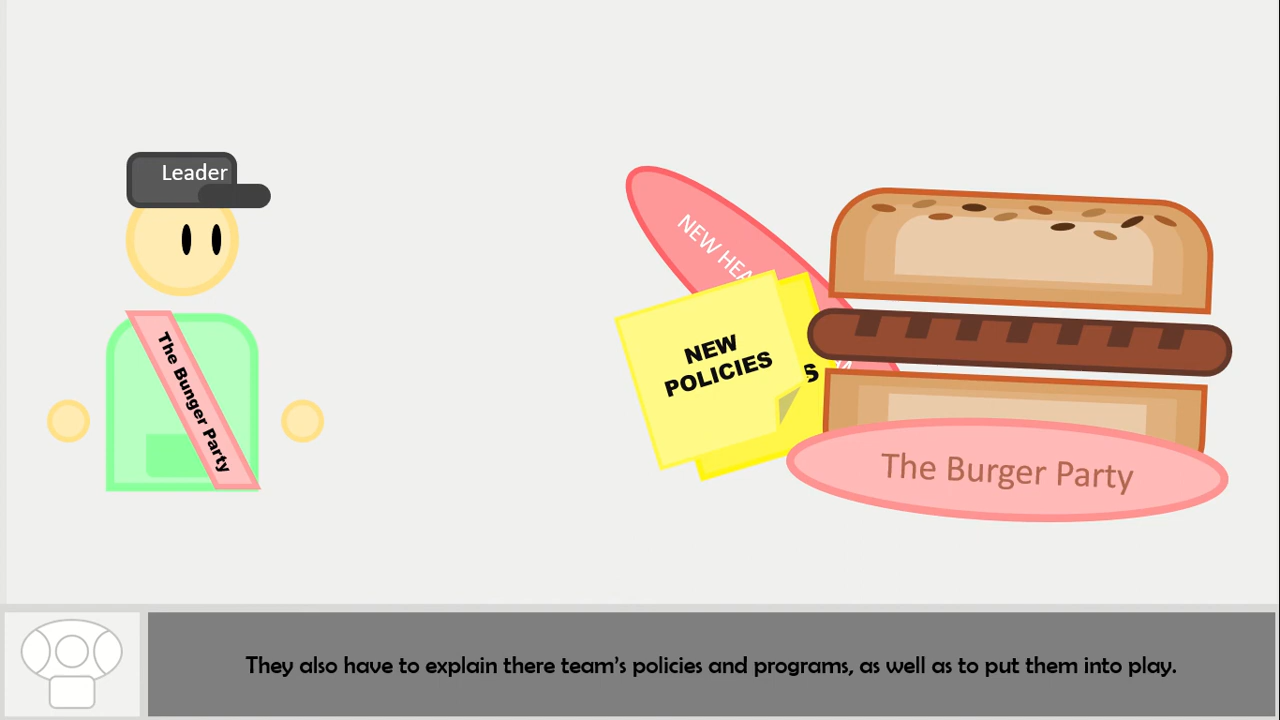 Leader
The Bunger Party
NEW HEA
NEW
POLICIES
S
The Burger Party
They also have to explain there team's policies and programs, as well as to put them into play.